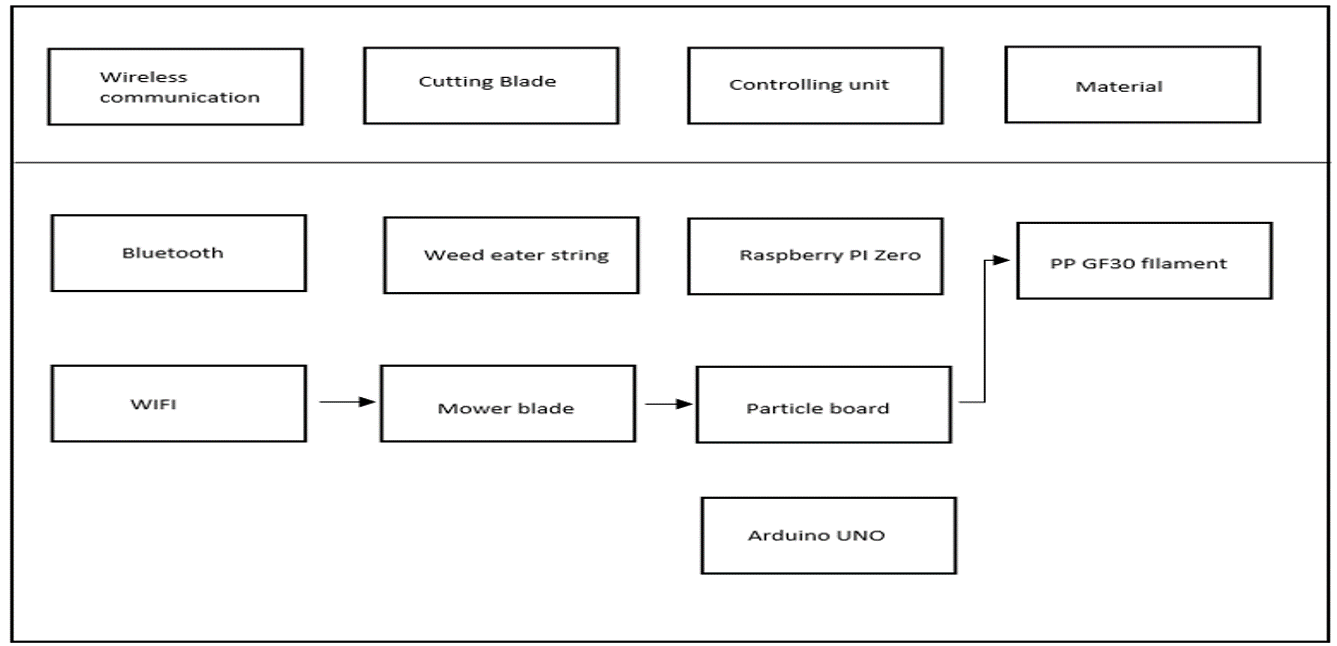 Wireless
communication
Cutting Blade
Controlling unit
Material
Bluetooth
Weed eater string
Raspberry PI Zero
PP GF30 fIlament
WIFI
Mower blade
Particle board
Arduino UNO